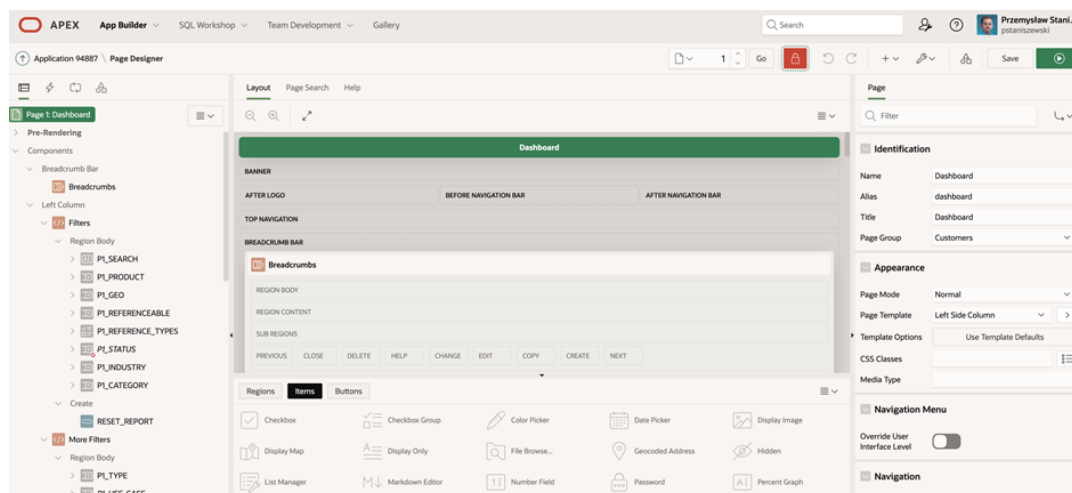 APEX App Builder SQL Workshop Team Development Gallery Search Przemysław Stani...
pstaniszewski
Application 94887 \ Page Designer 1 Go Save
Layout Page Search Help Page
Page 1: Dashboard
Filter
Pre-Rendering
Components
Breadcrumb Bar
Breadcrumbs
Left Column
Filters
Region Body
P1_SEARCH
P1_PRODUCT
P1_GEO
P1_REFERENCEABLE
P1_REFERENCE_TYPES
P1_STATUS
P1_INDUSTRY
P1_CATEGORY
Create
RESET_REPORT
More Filters
Region Body
P1_TYPE
P1_USE_CASE
Dashboard
BANNER
AFTER LOGO BEFORE NAVIGATION BAR AFTER NAVIGATION BAR
TOP NAVIGATION
BREADCRUMB BAR
Breadcrumbs
REGION BODY
REGION CONTENT
SUB REGIONS
PREVIOUS CLOSE DELETE HELP CHANGE EDIT COPY CREATE NEXT
Regions Items Buttons
Checkbox Checkbox Group Color Picker Date Picker Display Image
Display Map Display Only File Browse... Geocoded Address Hidden
List Manager Markdown Editor Number Field Password Percent Graph
Identification
Name Dashboard
Alias dashboard
Title Dashboard
Page Group Customers
Appearance
Page Mode Normal
Page Template Left Side Column
Template Options Use Template Defaults
CSS Classes
Media Type
Navigation Menu
Override User
Interface Level
Navigation